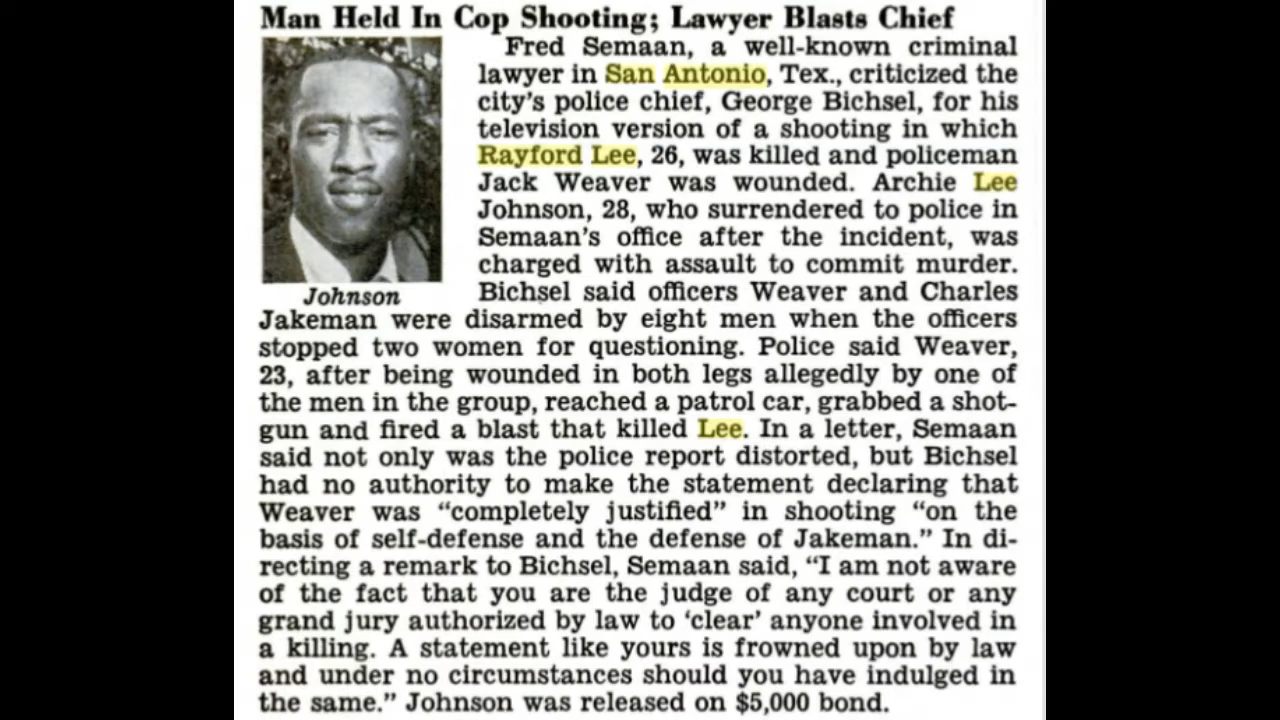 Man Held In Cop Shooting; Lawyer Blasts Chief
Fred Semaan, a well-known criminal
lawyer in San Antonio, Tex., criticized the
city's police chief, George Bichsel, for his
television version of a shooting in which
Rayford Lee, 26, was killed and policeman
Jack Weaver was wounded. Archie Lee
Johnson, 28, who surrendered to police in
Semaan's office after the incident, was
charged with assault to commit murder.
Bichsel said officers Weaver and Charles
Johnson
Jakeman were disarmed by eight men when the officers
stopped two women for questioning. Police said Weaver,
23, after being wounded in both legs allegedly by one of
the men in the group, reached a patrol car, grabbed a shot-
gun and fired a blast that killed Lee. In a letter, Semaan
said not only was the police report distorted, but Bichsel
had no authority to make the statement declaring that
Weaver was "completely justified" in shooting "on the
basis of self-defense and the defense of Jakeman." In di-
recting a remark to Bichsel, Semaan said, "I am not aware
of the fact that you are the judge of any court or any
grand jury authorized by law to 'clear' anyone involved in
a killing. A statement like yours is frowned upon by law
and under no circumstances should you have indulged in
the same." Johnson was released on $5,000 bond.